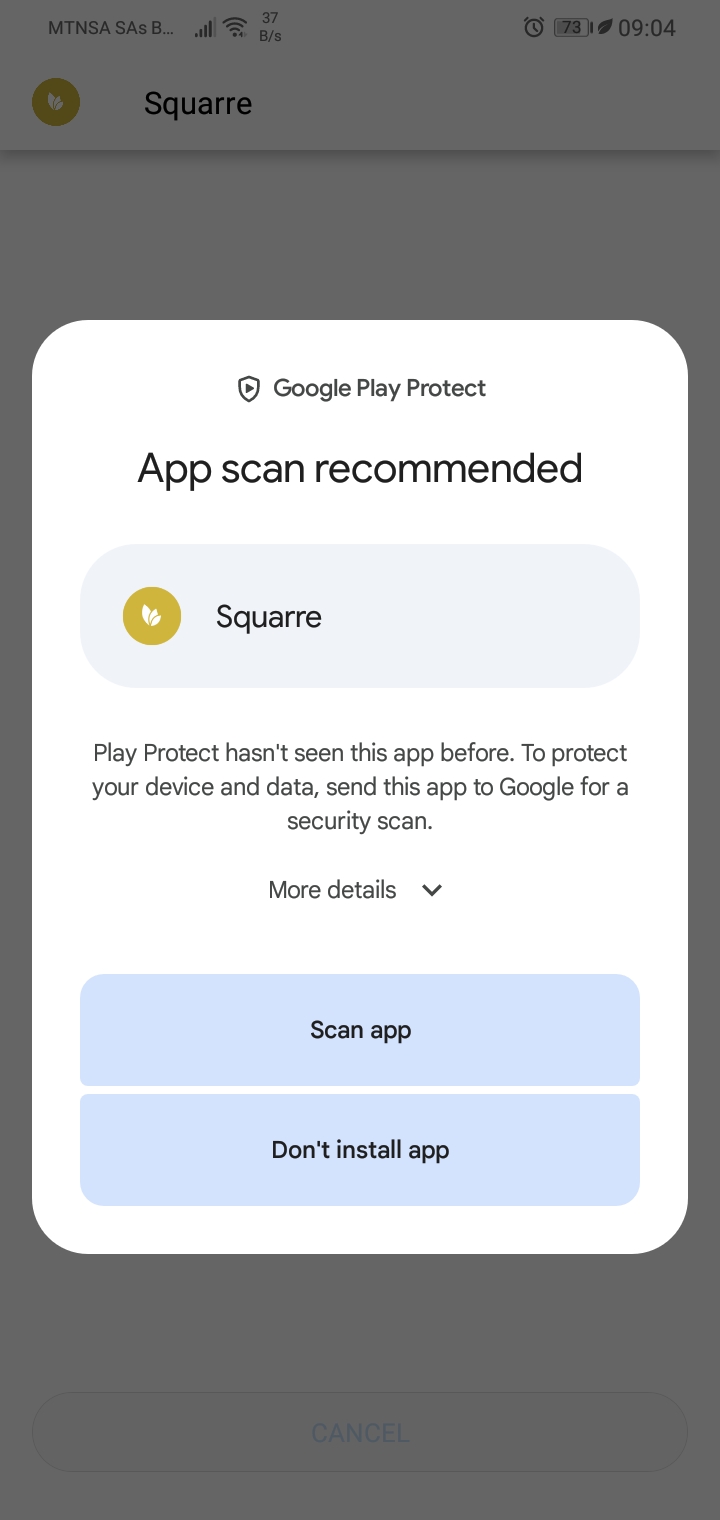 MTNSA SAs B... 37 B/s 73 09:04
Squarre
Google Play Protect
App scan recommended
Squarre
Play Protect hasn't seen this app before. To protect
your device and data, send this app to Google for a
security scan.
More details
Scan app
Don't install app
CANCEL